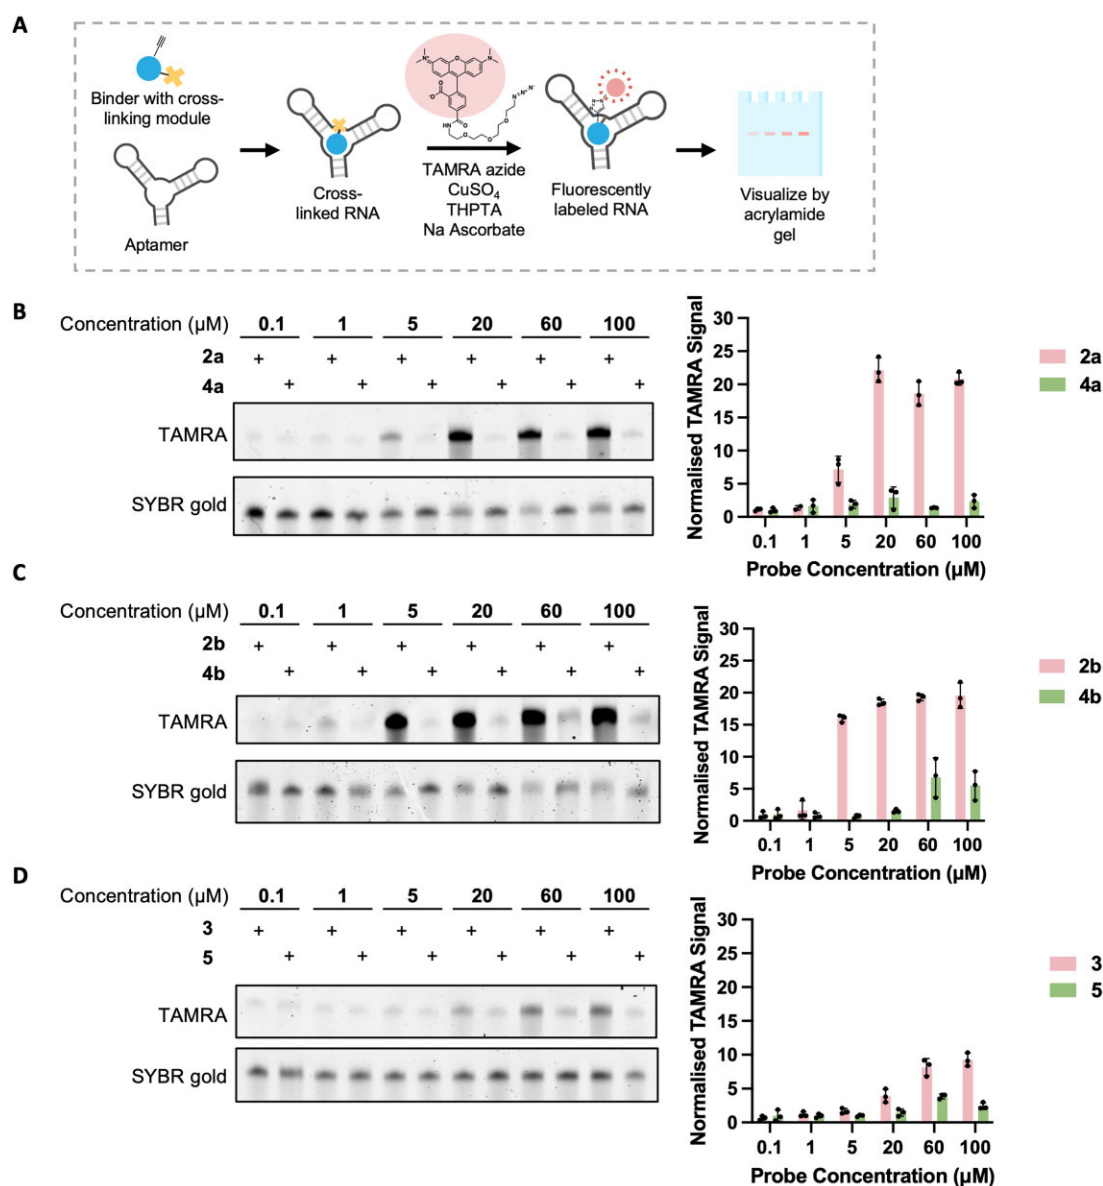 A
Binder with cross-
linking module
Aptamer
Cross-
linked RNA
TAMRA azide
CuSO4
THPTA
Na Ascorbate
Fluorescently
labeled RNA
Visualize by
acrylamide
gel
B
Concentration (μM) 0.1 1 5 20 60 100
2a + + + + + +
4a + + + + + +
TAMRA
SYBR gold
Normalised TAMRA Signal
30
25
20
15
10
5
0
0.1 1 5 20 60 100
Probe Concentration (μM)
2a
4a
C
Concentration (μM) 0.1 1 5 20 60 100
2b + + + + + +
4b + + + + + +
TAMRA
SYBR gold
Normalised TAMRA Signal
30
25
20
15
10
5
0
0.1 1 5 20 60 100
Probe Concentration (μM)
2b
4b
D
Concentration (μM) 0.1 1 5 20 60 100
3 + + + + + +
5 + + + + + +
TAMRA
SYBR gold
Normalised TAMRA Signal
30
25
20
15
10
5
0
0.1 1 5 20 60 100
Probe Concentration (μM)
3
5